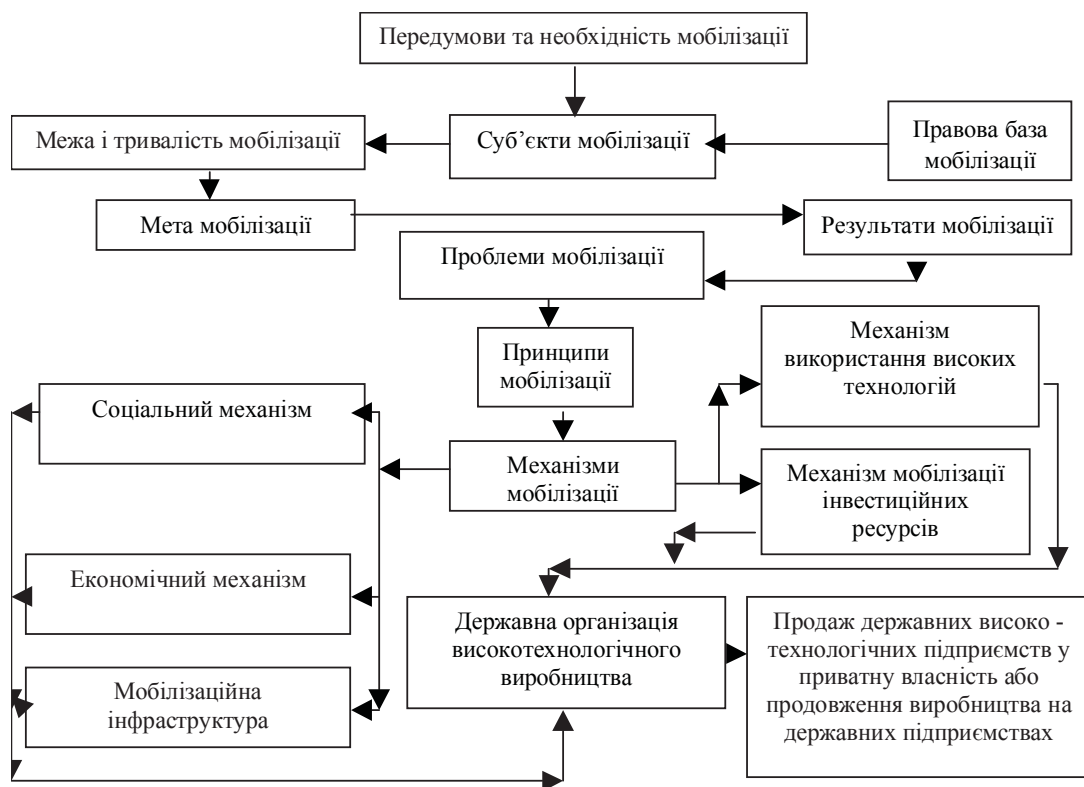 Передумови та необхідність мобілізації
Межа і тривалість мобілізації
Суб’єкти мобілізації
Правова база
мобілізації
Мета мобілізації
Результати мобілізації
Проблеми мобілізації
Принципи
мобілізації
Механізм
використання високих
технологій
Соціальний механізм
Механізми
мобілізації
Механізм мобілізації
інвестиційних
ресурсів
Економічний механізм
Державна організація
високотехнологічного
виробництва
Продаж державних високо -
технологічних підприємств у
приватну власність або
продовження виробництва на
державних підприємствах
Мобілізаційна
інфраструктура